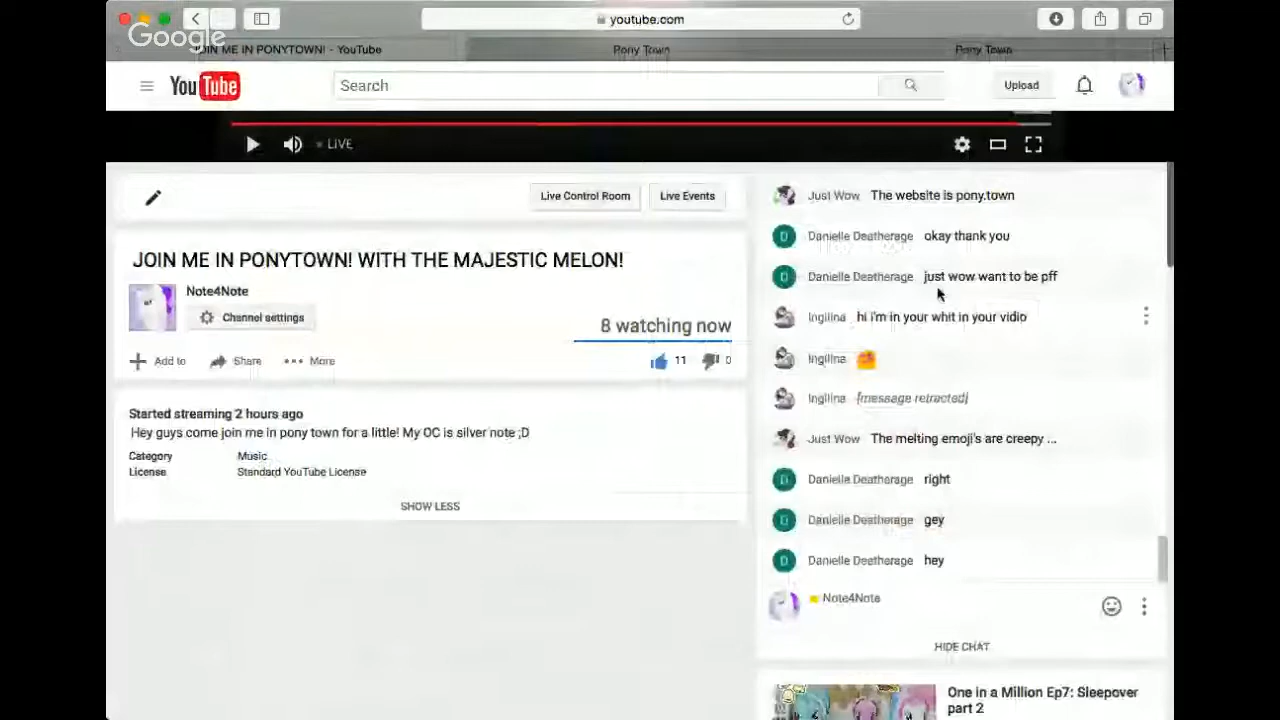 youtube.com
Google
JOIN ME IN PONYTOWN! - YouTube
Pony Town
Pony Town
YouTube
Search
Upload
LIVE
Live Control Room
Live Events
JOIN ME IN PONYTOWN! WITH THE MAJESTIC MELON!
Note4Note
Channel settings
8 watching now
Add to
Share
More
11
0
Started streaming 2 hours ago
Hey guys come join me in pony town for a little! My OC is silver note ;D
Category Music
License Standard YouTube License
SHOW LESS
Just Wow The website is pony.town
Danielle Deatherage okay thank you
Danielle Deatherage just wow want to be pff
Ingilina hi i'm in your whit in your vidio
Ingilina
Ingilina [message retracted]
Just Wow The melting emoji's are creepy ...
Danielle Deatherage right
Danielle Deatherage gey
Danielle Deatherage hey
Note4Note
HIDE CHAT
One in a Million Ep7: Sleepover
part 2